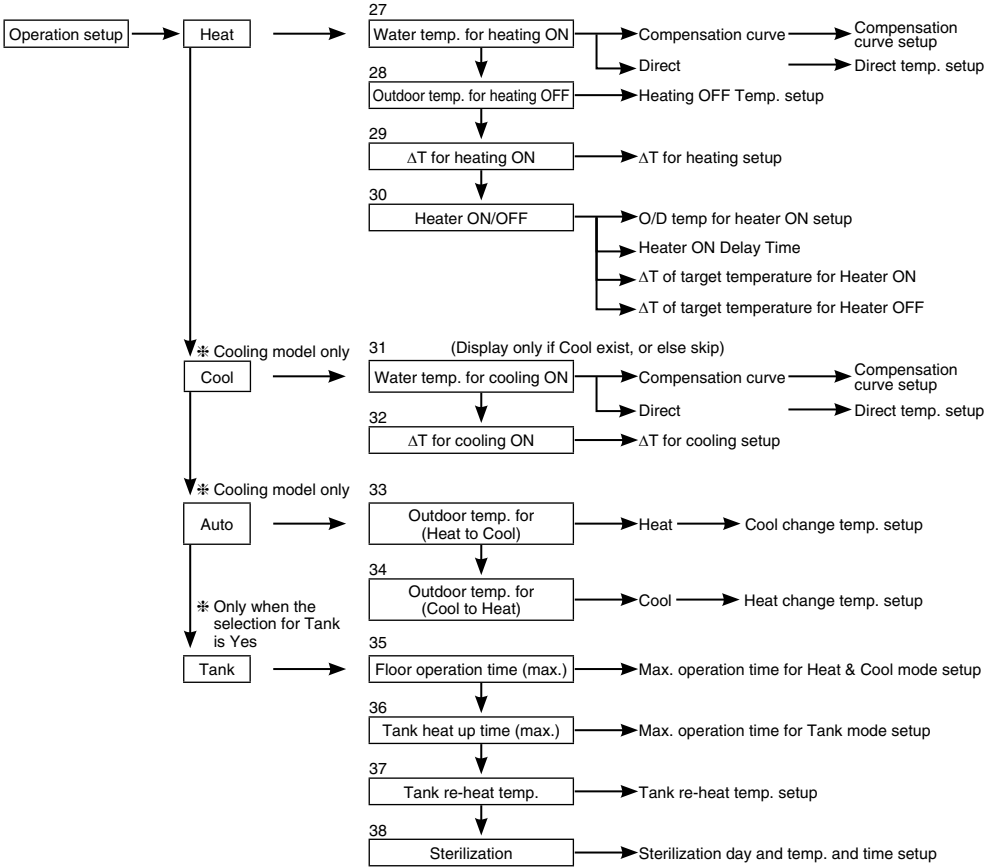 27
Operation setup
Heat
Water temp. for heating ON
Compensation curve
Compensation
curve setup
Direct
Direct temp. setup
28
Outdoor temp. for heating OFF
Heating OFF Temp. setup
29
ΔT for heating ON
ΔT for heating setup
30
Heater ON/OFF
O/D temp for heater ON setup
Heater ON Delay Time
ΔT of target temperature for Heater ON
ΔT of target temperature for Heater OFF
⁜ Cooling model only
31
(Display only if Cool exist, or else skip)
Cool
Water temp. for cooling ON
Compensation curve
Compensation
curve setup
Direct
Direct temp. setup
32
ΔT for cooling ON
ΔT for cooling setup
⁜ Cooling model only
33
Auto
Outdoor temp. for
(Heat to Cool)
Heat
Cool change temp. setup
34
Outdoor temp. for
(Cool to Heat)
Cool
Heat change temp. setup
⁜ Only when the
selection for Tank
is Yes
35
Tank
Floor operation time (max.)
Max. operation time for Heat & Cool mode setup
36
Tank heat up time (max.)
Max. operation time for Tank mode setup
37
Tank re-heat temp.
Tank re-heat temp. setup
38
Sterilization
Sterilization day and temp. and time setup